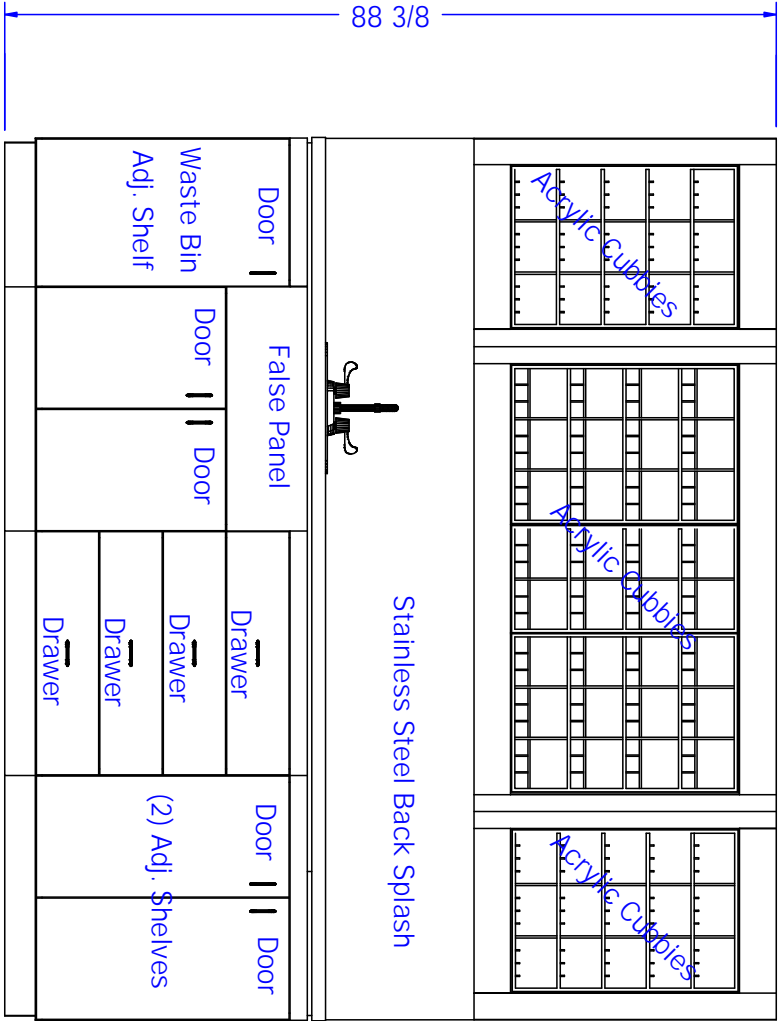 88 3/8
Acrylic Cubbies
Acrylic Cubbies
Acrylic Cubbies
Stainless Steel Back Splash
Door
Waste Bin
Adj. Shelf
False Panel
Door
Door
Drawer
Drawer
Drawer
Drawer
Door
Door
(2) Adj. Shelves